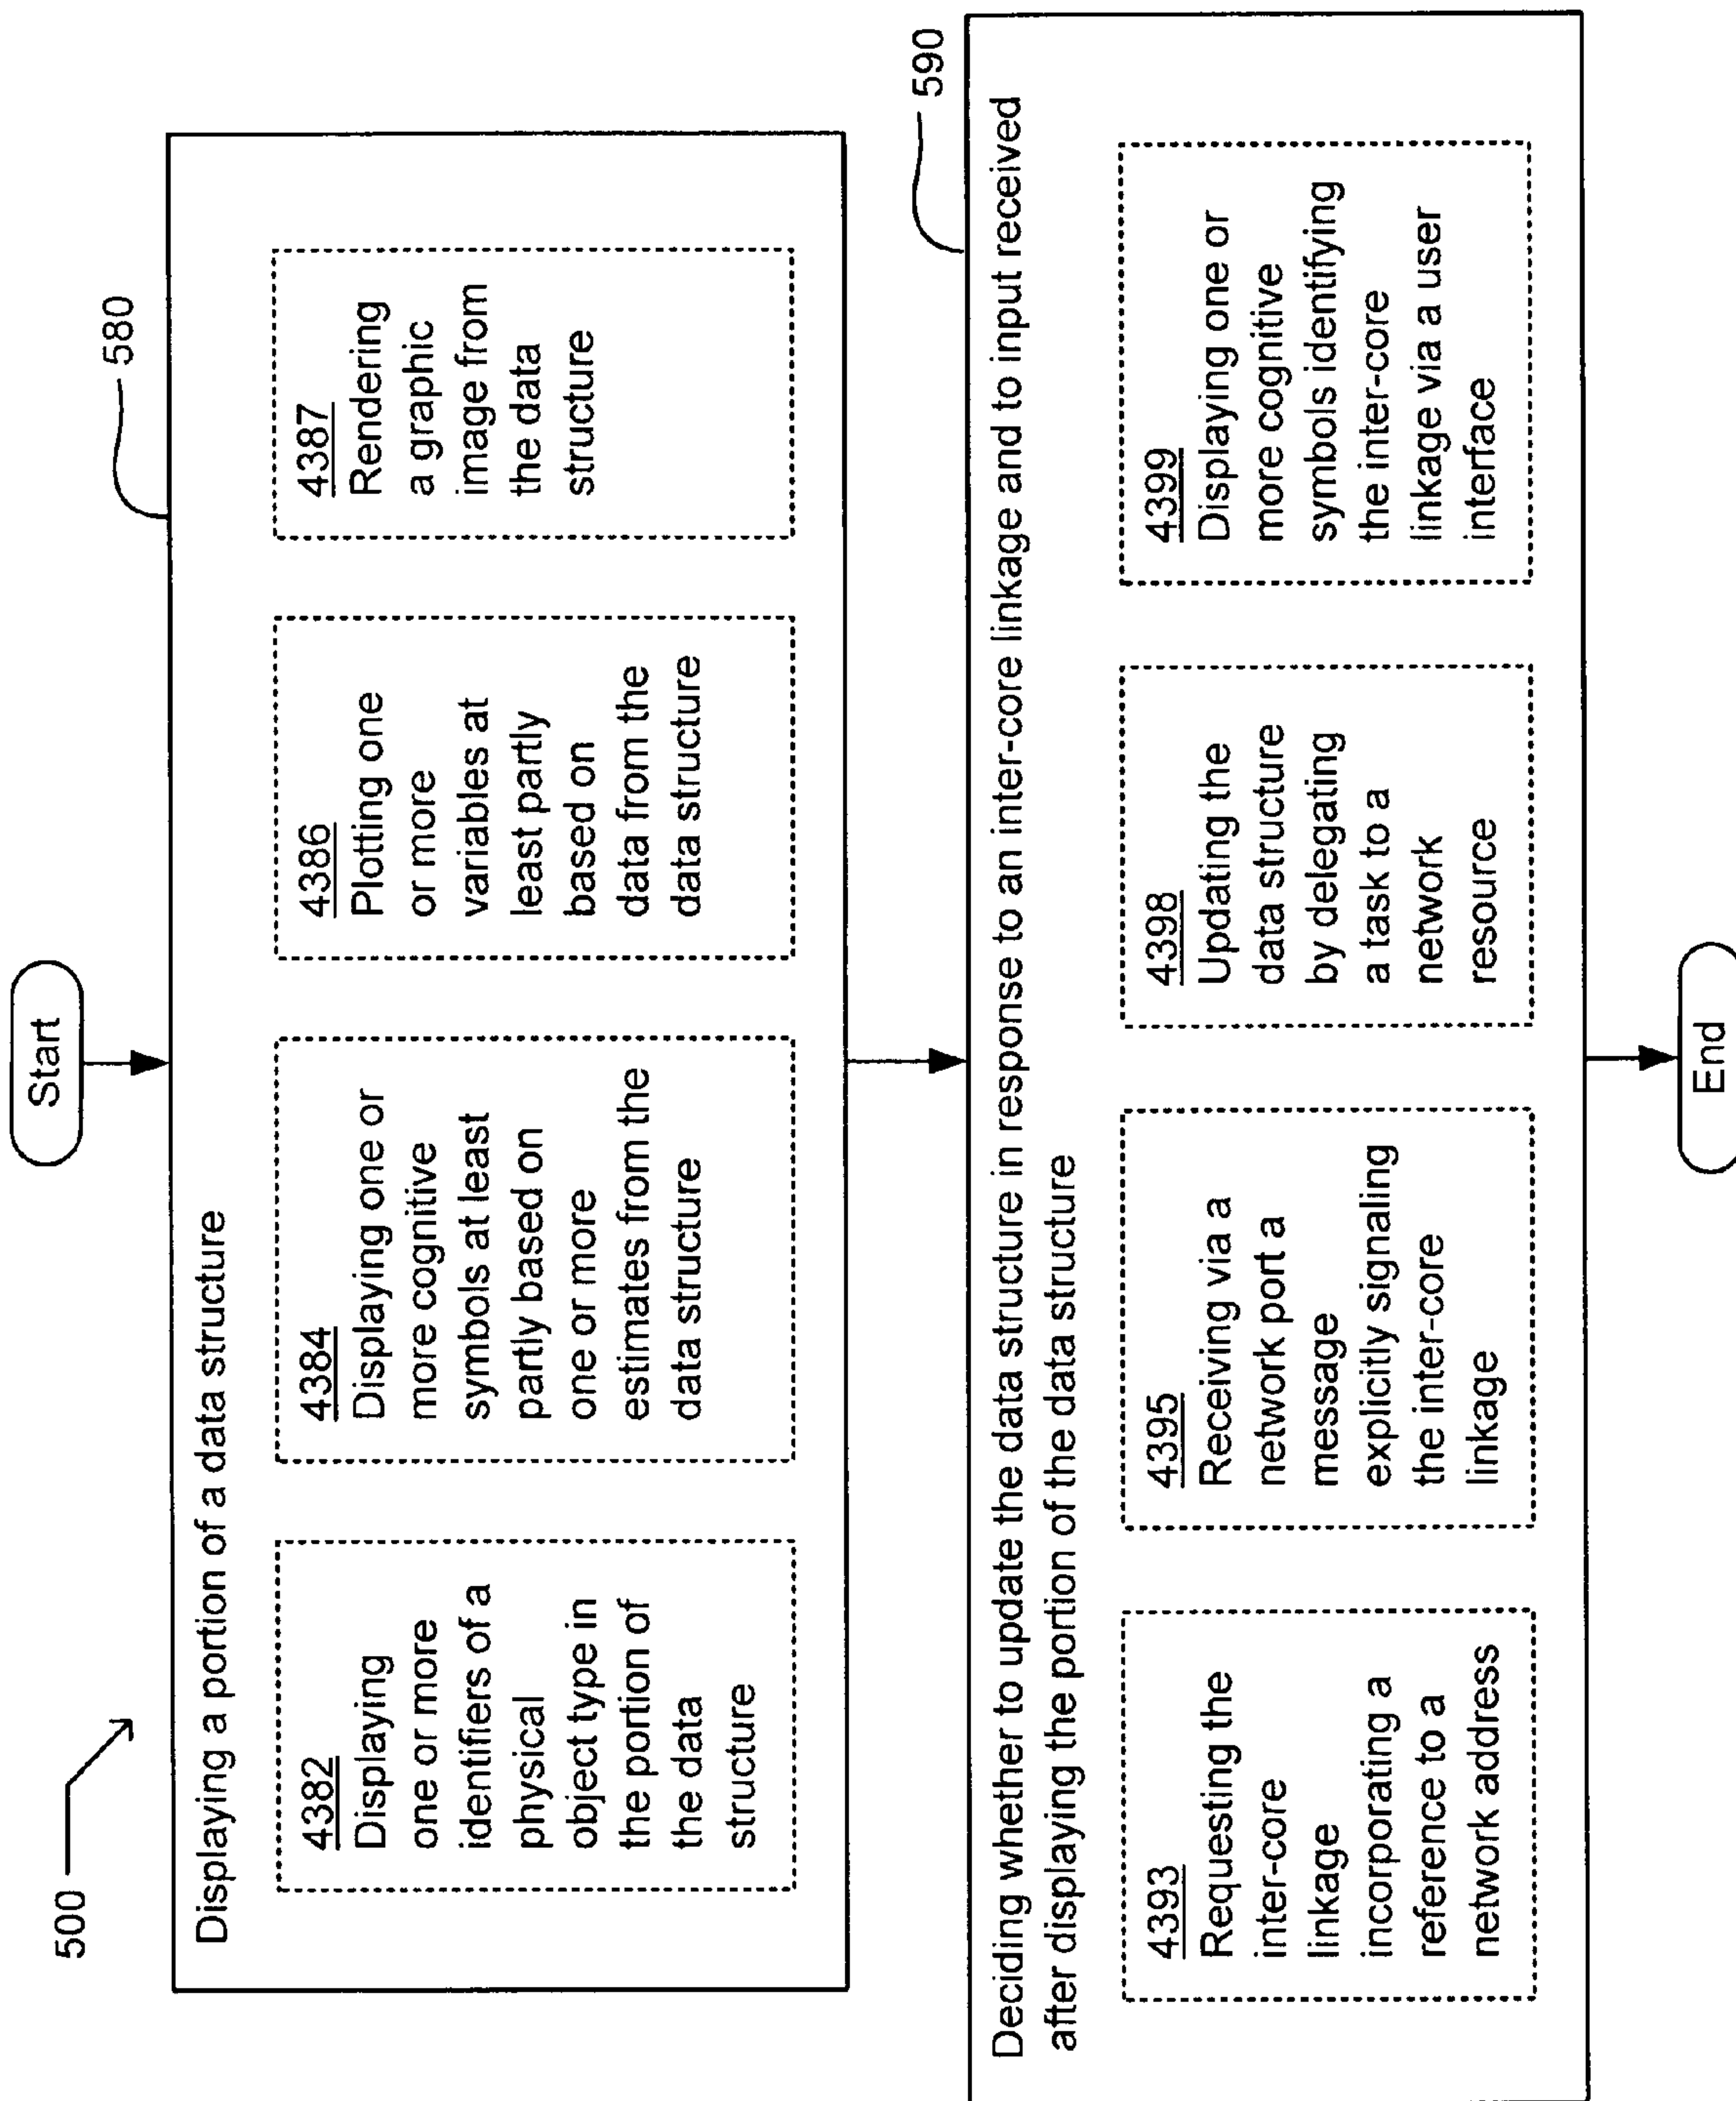 500
Start
580
Displaying a portion of a data structure
4382
Displaying
one or more
identifiers of a
physical
object type in
the portion of
the data
structure
4384
Displaying one or
more cognitive
symbols at least
partly based on
one or more
estimates from the
data structure
4386
Plotting one
or more
variables at
least partly
based on
data from the
data structure
4387
Rendering
a graphic
image from
the data
structure
590
Deciding whether to update the data structure in response to an inter-core linkage and to input received
after displaying the portion of the data structure
4393
Requesting the
inter-core
linkage
incorporating a
reference to a
network address
4395
Receiving via a
network port a
message
explicitly signaling
the inter-core
linkage
4398
Updating the
data structure
by delegating
a task to a
network
resource
4399
Displaying one or
more cognitive
symbols identifying
the inter-core
linkage via a user
interface
End